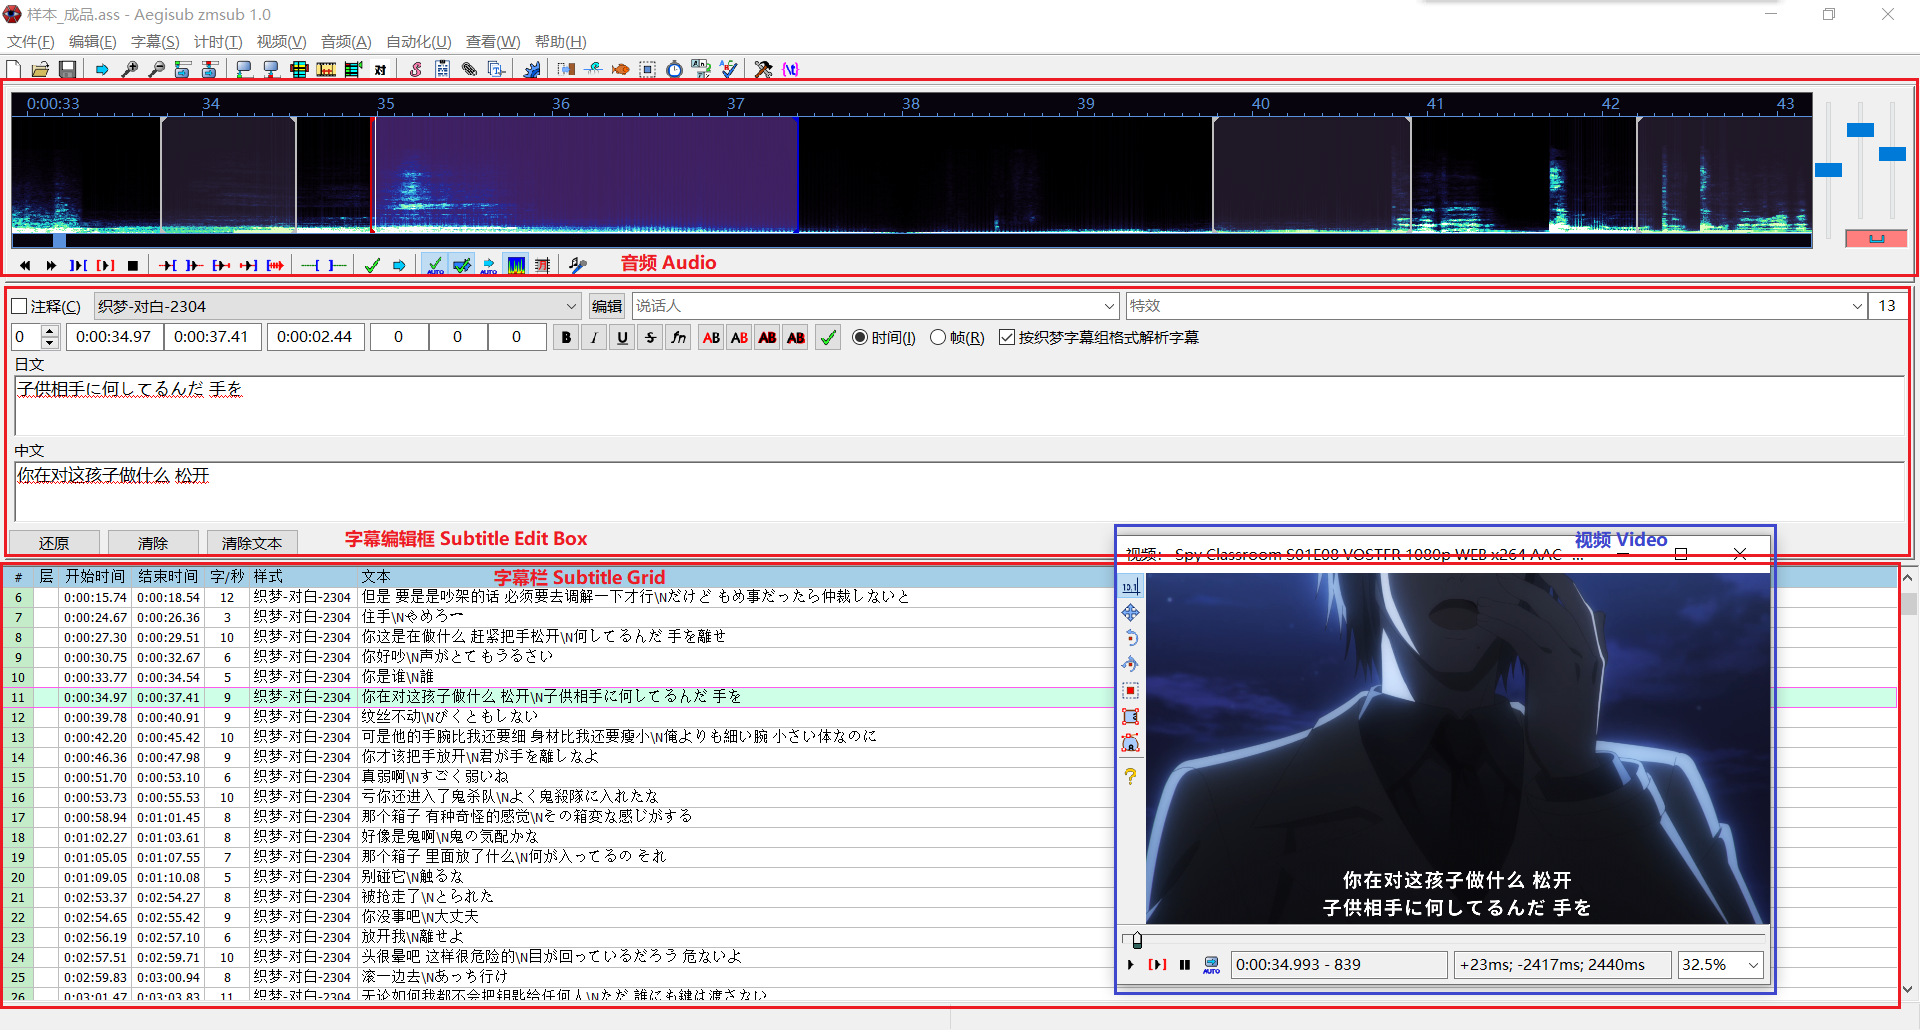 样本_成品.ass - Aegisub zmsub 1.0
文件(F) 编辑(E) 字幕(S) 计时(T) 视频(V) 音频(A) 自动化(U) 查看(W) 帮助(H)
0:00:33 34 35 36 37 38 39 40 41 42 43
音频 Audio
注释(C) 织梦-对白-2304 编辑 说话人 特效 13
0 0:00:34.97 0:00:37.41 0:00:02.44 0 0 0 B I U S fn AB AB AB AB 时间(I) 帧(R) 按织梦字幕组格式解析字幕
日文
子供相手に何してるんだ 手を
中文
你在对这孩子做什么 松开
还原 清除 清除文本 字幕编辑框 Subtitle Edit Box
视频 Video
视频: Spy Classroom S01E08 VOSTFR 1080p WEB x264 AAC ...
# 层 开始时间 结束时间 字/秒 样式 文本 字幕栏 Subtitle Grid
6 0:00:15.74 0:00:18.54 12 织梦-对白-2304 但是 要是是吵架的话 必须要去调解一下才行\Nだけど もめ事だったら仲裁しないと
7 0:00:24.67 0:00:26.36 3 织梦-对白-2304 住手\Nやめろー
8 0:00:27.30 0:00:29.51 10 织梦-对白-2304 你这是在做什么 赶紧把手松开\N何してるんだ 手を離せ
9 0:00:30.75 0:00:32.67 6 织梦-对白-2304 你好吵\N声がとてもうるさい
10 0:00:33.77 0:00:34.54 5 织梦-对白-2304 你是谁\N誰
11 0:00:34.97 0:00:37.41 9 织梦-对白-2304 你在对这孩子做什么 松开\N子供相手に何してるんだ 手を
12 0:00:39.78 0:00:40.91 9 织梦-对白-2304 纹丝不动\Nびくともしない
13 0:00:42.20 0:00:45.42 10 织梦-对白-2304 可是他的手腕比我还要细 身材比我还要瘦小\N俺よりも細い腕 小さい体なのに
14 0:00:46.36 0:00:47.98 9 织梦-对白-2304 你才该把手放开\N君が手を離しなよ
15 0:00:51.70 0:00:53.10 6 织梦-对白-2304 真弱啊\Nすごく弱いね
16 0:00:53.73 0:00:55.53 10 织梦-对白-2304 亏你还进入了鬼杀队\Nよく鬼殺隊に入れたな
17 0:00:58.94 0:01:01.45 8 织梦-对白-2304 那个箱子 有种奇怪的感觉\Nその箱変な感じがする
18 0:01:02.27 0:01:03.61 8 织梦-对白-2304 好像是鬼啊\N鬼の気配かな
19 0:01:05.05 0:01:07.55 7 织梦-对白-2304 那个箱子 里面放了什么\N何が入ってるの それ
20 0:01:09.05 0:01:10.08 5 织梦-对白-2304 别碰它\N触るな
21 0:02:53.37 0:02:54.27 8 织梦-对白-2304 被抢走了\Nとられた
22 0:02:54.65 0:02:55.42 9 织梦-对白-2304 你没事吧\N大丈夫
23 0:02:56.19 0:02:57.10 6 织梦-对白-2304 放开我\N離せよ
24 0:02:57.51 0:02:59.71 10 织梦-对白-2304 头很晕吧 这样很危险的\N目が回っているだろう 危ないよ
25 0:02:59.83 0:03:00.94 8 织梦-对白-2304 滚一边去\Nあっち行け
26 0:03:01.47 0:03:03.83 11 织梦-对白-2304 无论如何我都不会把钥匙给任何人\Nただ 誰にも鍵は渡さない
你在对这孩子做什么 松开
子供相手に何してるんだ 手を
0:00:34.993 - 839 +23ms; -2417ms; 2440ms 32.5%